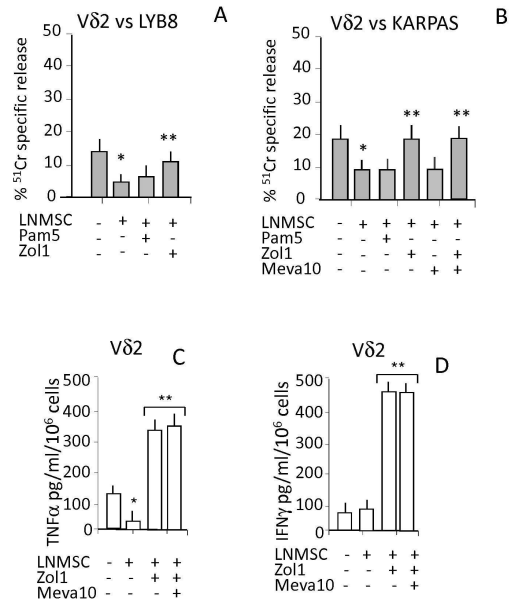 A
Vδ2 vs LYB8
% ⁵¹Cr specific release
50
40
30
20
10
0
*
**
LNMSC - + + +
Pam5 - - + -
Zol1 - - - +
B
Vδ2 vs KARPAS
% ⁵¹Cr specific release
50
40
30
20
10
0
*
**
**
LNMSC - + + + + +
Pam5 - - + - - -
Zol1 - - - + - +
Meva10 - - - - + +
C
Vδ2
TNFα pg/ml/10⁶ cells
500
400
300
200
100
0
*
**
LNMSC - + + +
Zol1 - - + +
Meva10 - - - +
D
Vδ2
IFNγ pg/ml/10⁶ cells
500
400
300
200
100
0
**
LNMSC - + + +
Zol1 - - + +
Meva10 - - - +